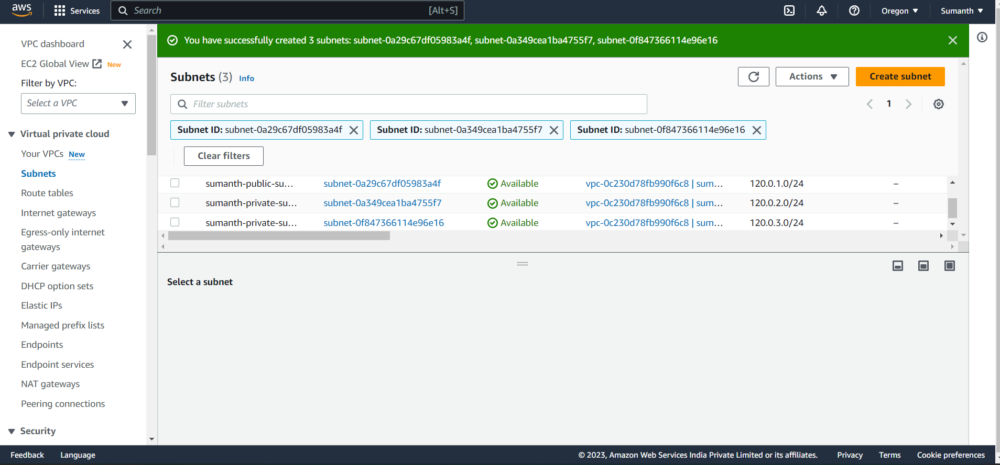 aws Services Search [Alt+S] Oregon Sumanth
You have successfully created 3 subnets: subnet-0a29c67df05983a4f, subnet-0a349cea1ba4755f7, subnet-0f847366114e96e16
VPC dashboard
EC2 Global View New
Filter by VPC:
Select a VPC
Virtual private cloud
Your VPCs New
Subnets
Route tables
Internet gateways
Egress-only internet
gateways
Carrier gateways
DHCP option sets
Elastic IPs
Managed prefix lists
Endpoints
Endpoint services
NAT gateways
Peering connections
Security
Subnets (3) Info
Actions
Create subnet
Filter subnets
1
Subnet ID: subnet-0a29c67df05983a4f Subnet ID: subnet-0a349cea1ba4755f7 Subnet ID: subnet-0f847366114e96e16
Clear filters
sumanth-public-su... subnet-0a29c67df05983a4f Available vpc-0c230d78fb990f6c8 | sum... 120.0.1.0/24 –
sumanth-private-su... subnet-0a349cea1ba4755f7 Available vpc-0c230d78fb990f6c8 | sum... 120.0.2.0/24 –
sumanth-private-su... subnet-0f847366114e96e16 Available vpc-0c230d78fb990f6c8 | sum... 120.0.3.0/24 –
Select a subnet
Feedback Language © 2023, Amazon Web Services India Private Limited or its affiliates. Privacy Terms Cookie preferences